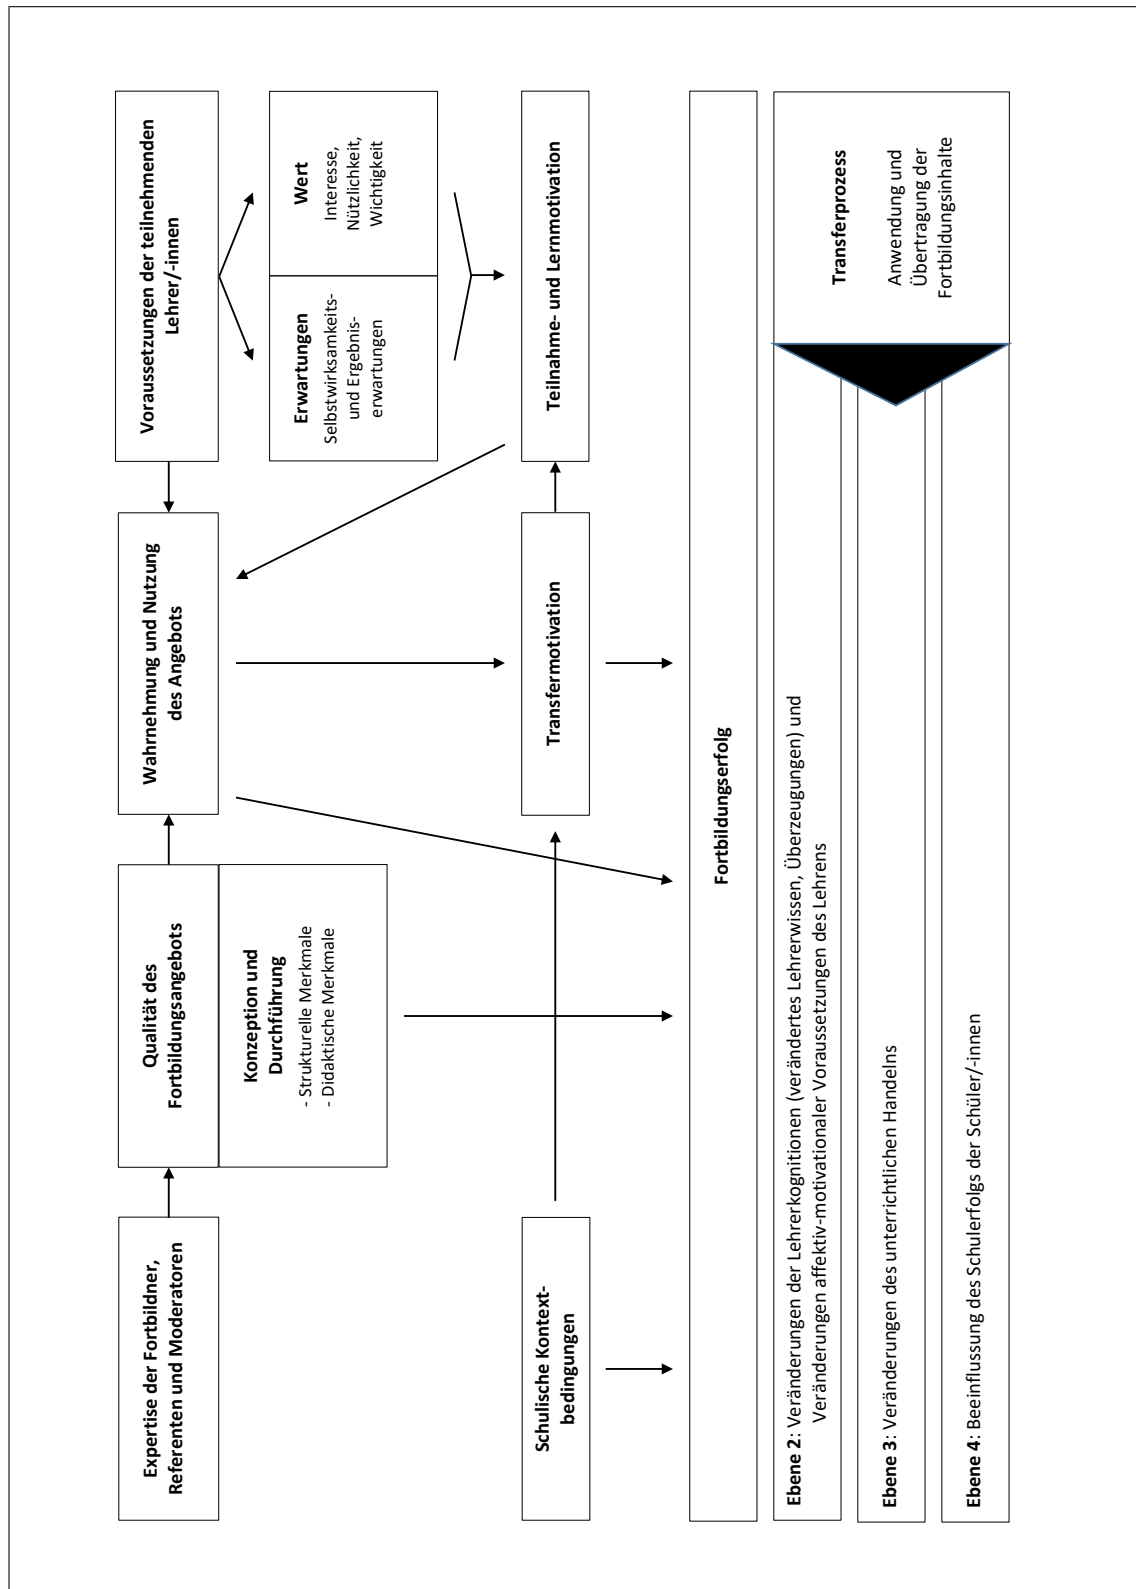 Expertise der Fortbildner,
Referenten und Moderatoren
Qualität des
Fortbildungsangebots
Konzeption und
Durchführung
- Strukturelle Merkmale
- Didaktische Merkmale
Wahrnehmung und Nutzung
des Angebots
Voraussetzungen der teilnehmenden
Lehrer/-innen
Erwartungen
Selbstwirksamkeits-
und Ergebnis-
erwartungen
Wert
Interesse,
Nützlichkeit,
Wichtigkeit
Schulische Kontext-
bedingungen
Transfermotivation
Teilnahme- und Lernmotivation
Fortbildungserfolg
Ebene 2: Veränderungen der Lehrerkognitionen (verändertes Lehrerwissen, Überzeugungen) und
Veränderungen affektiv-motivationaler Voraussetzungen des Lehrens
Ebene 3: Veränderungen des unterrichtlichen Handelns
Ebene 4: Beeinflussung des Schulerfolgs der Schüler/-innen
Transferprozess
Anwendung und
Übertragung der
Fortbildungsinhalte